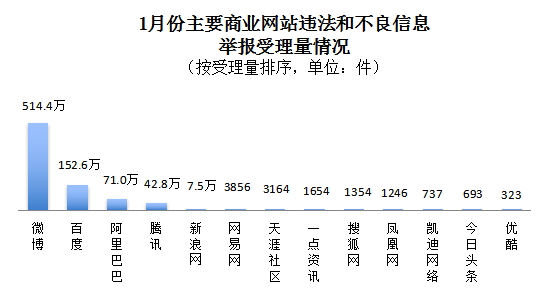 1月份主要商业网站违法和不良信息
举报受理量情况
（按受理量排序，单位：件）
514.4万
152.6万
71.0万
42.8万
7.5万
3856
3164
1654
1354
1246
737
693
323
微博
百度
阿里巴巴
腾讯
新浪网
网易网
天涯社区
一点资讯
搜狐网
凤凰网
凯迪网络
今日头条
优酷